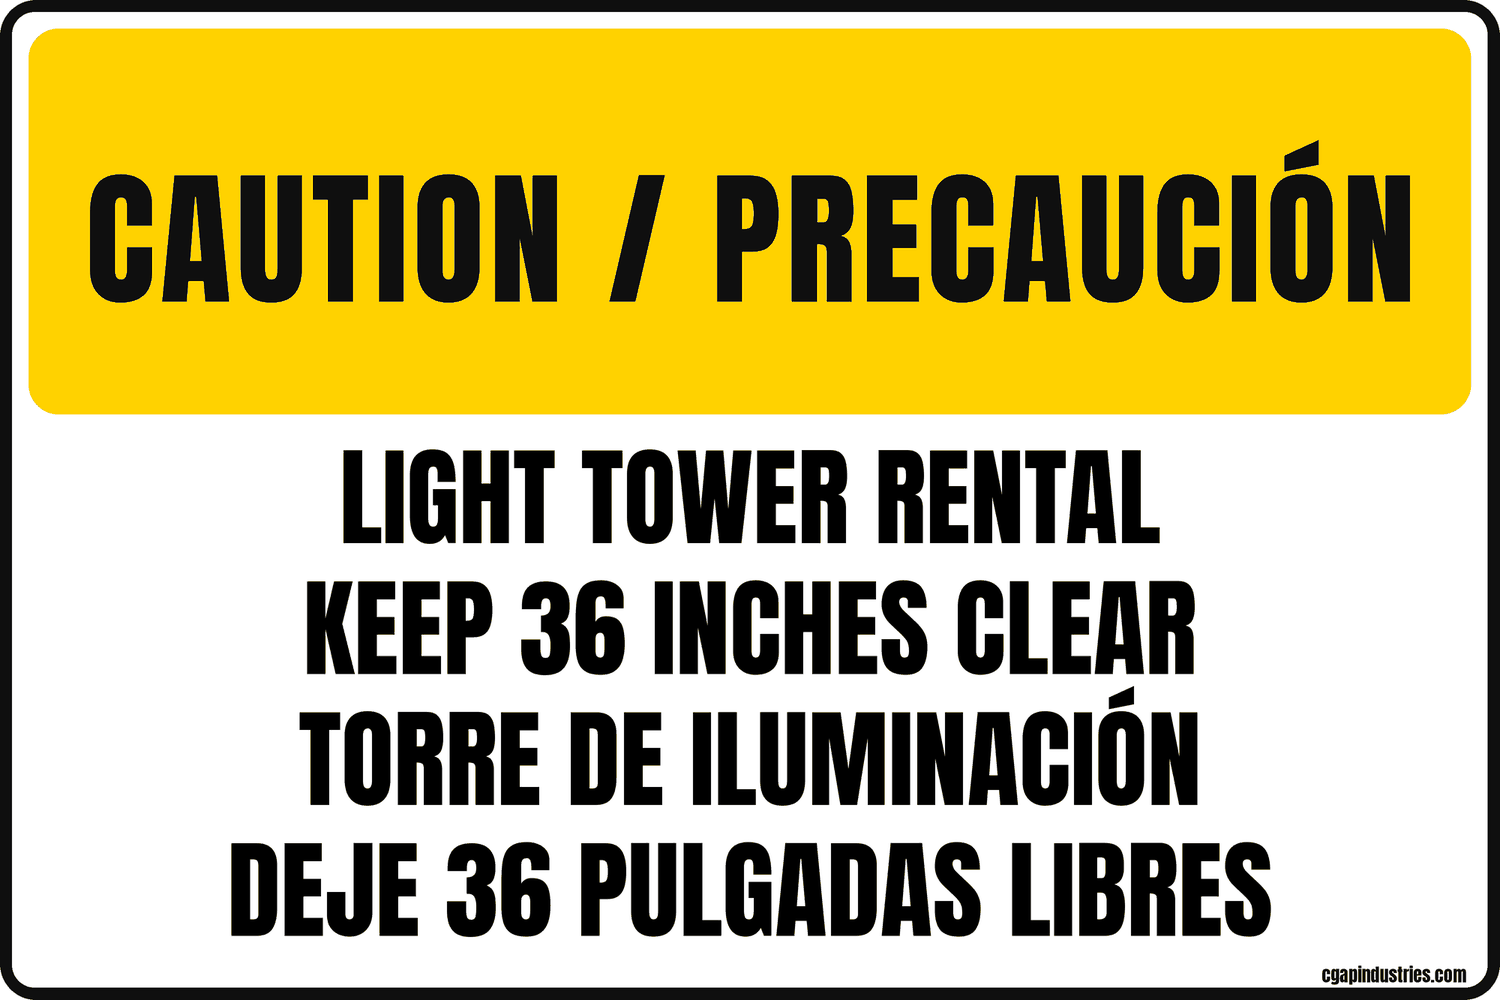 CAUTION / PRECAUCIÓN
LIGHT TOWER RENTAL
KEEP 36 INCHES CLEAR
TORRE DE ILUMINACIÓN
DEJE 36 PULGADAS LIBRES
cgapindustries.com